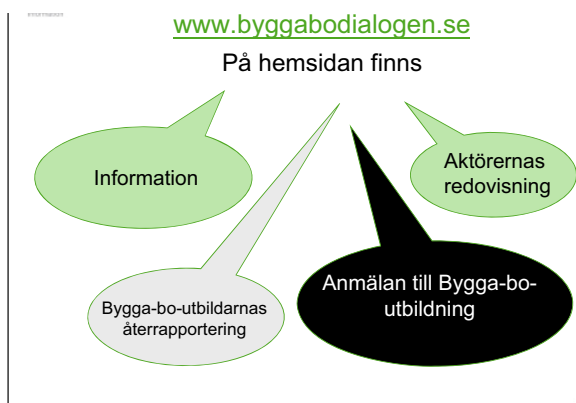 www.byggabodialogen.se
På hemsidan finns
Information
Aktörernas
redovisning
Bygga-bo-utbildarnas
återrapportering
Anmälan till Bygga-bo-
utbildning